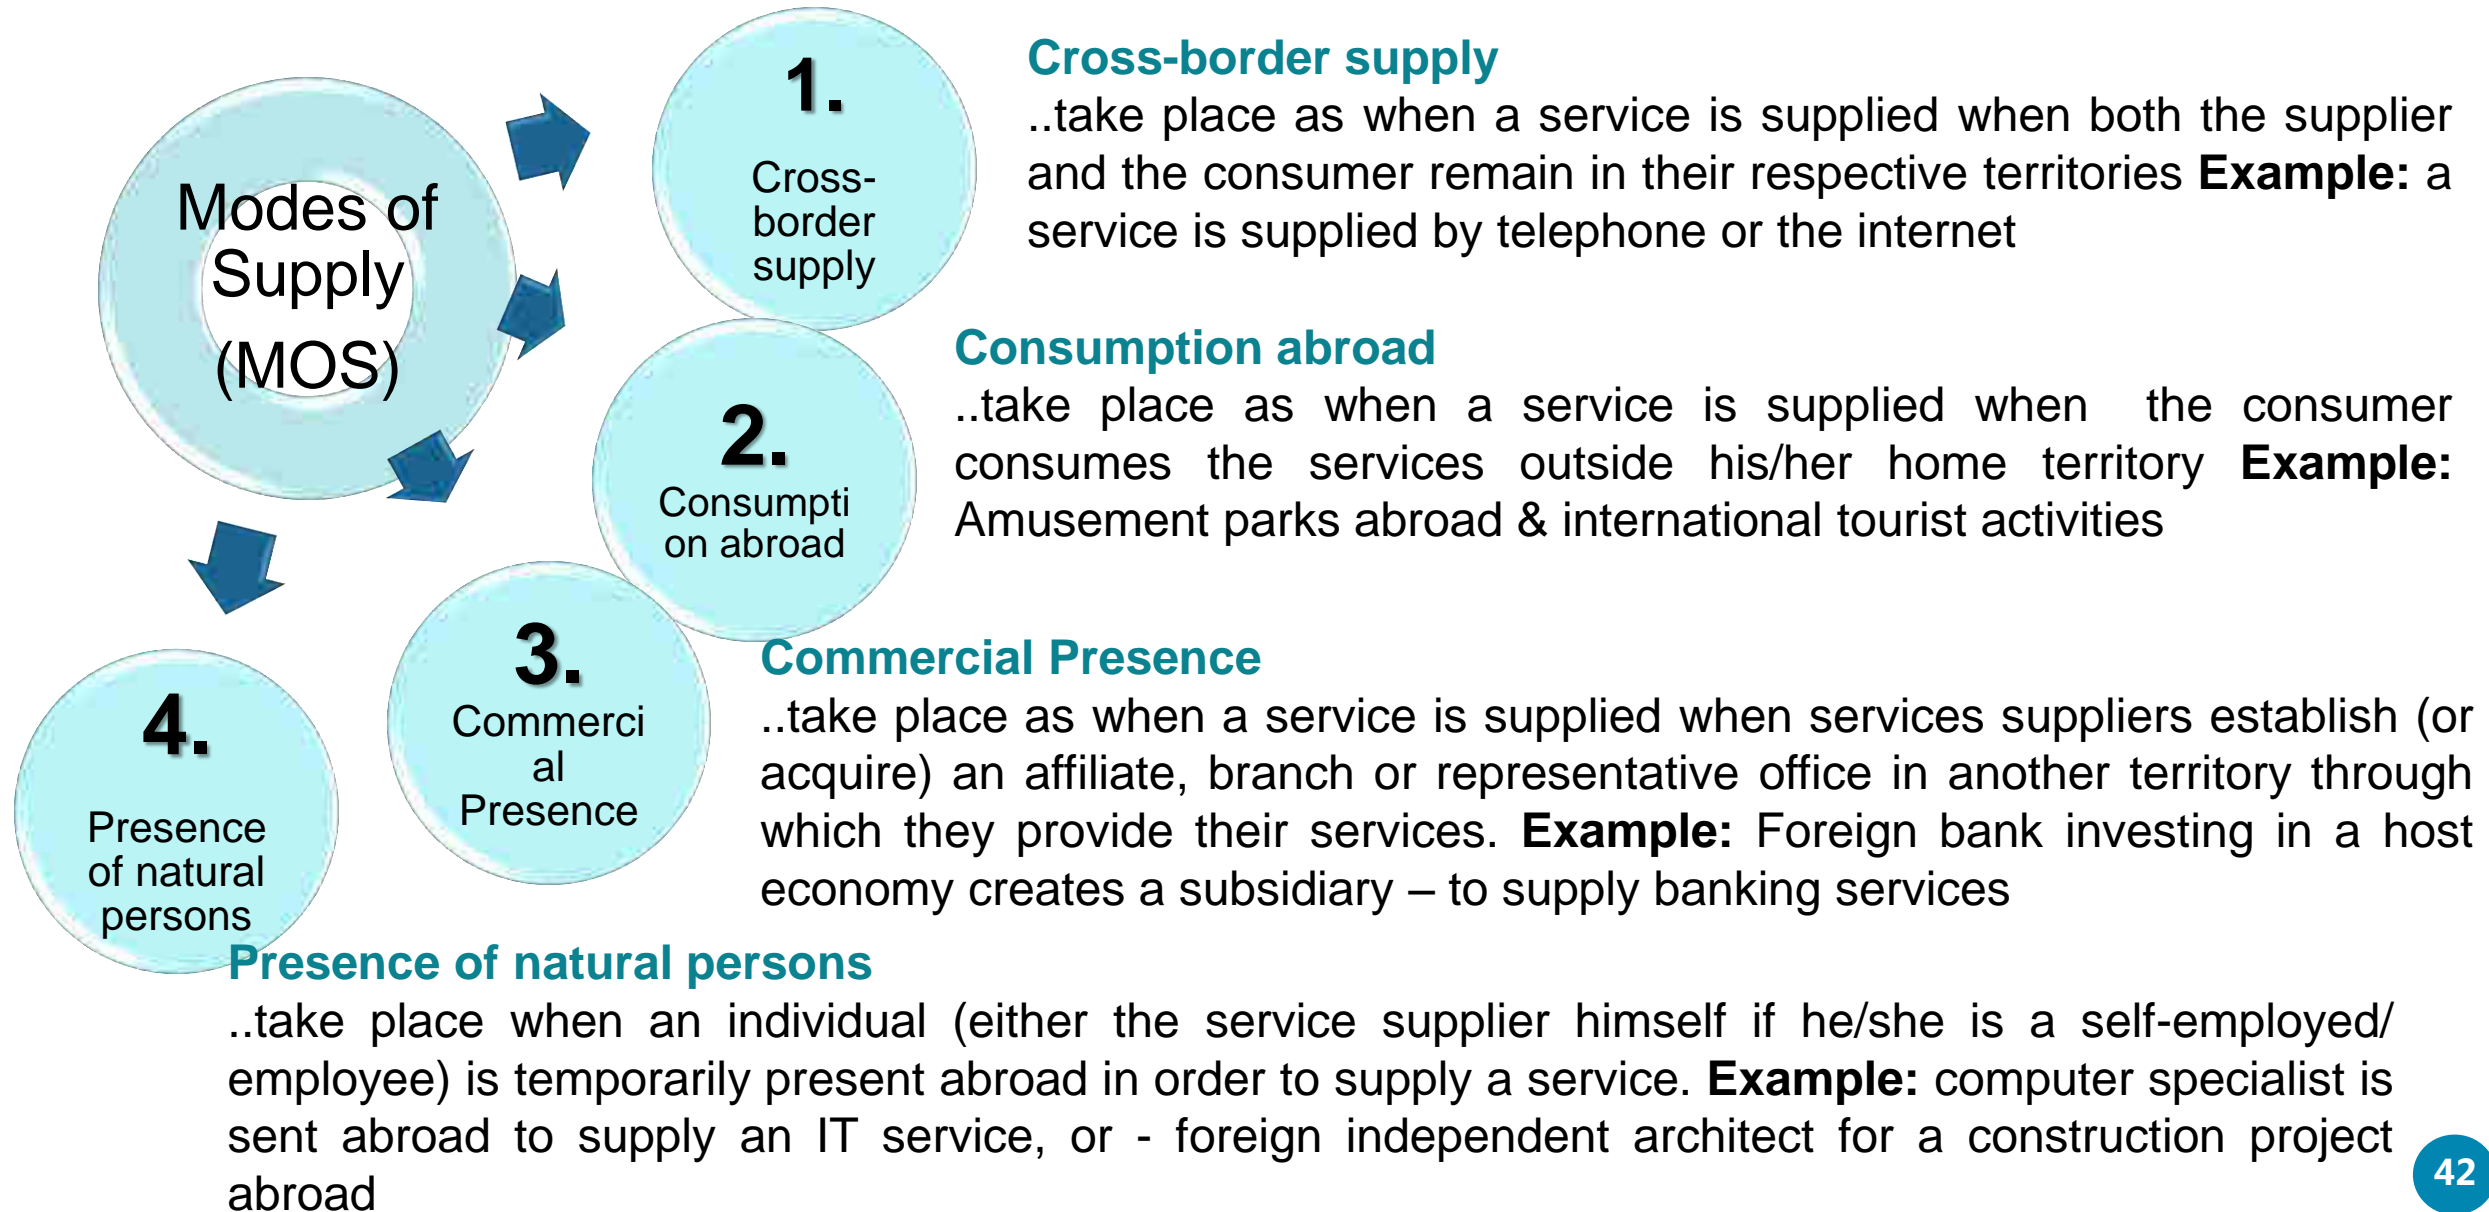 Modes of
Supply
(MOS)
1.
Cross-
border
supply
Cross-border supply
..take place as when a service is supplied when both the supplier
and the consumer remain in their respective territories Example: a
service is supplied by telephone or the internet
2.
Consumpti
on abroad
Consumption abroad
..take place as when a service is supplied when the consumer
consumes the services outside his/her home territory Example:
Amusement parks abroad & international tourist activities
3.
Commerci
al
Presence
Commercial Presence
..take place as when a service is supplied when services suppliers establish (or
acquire) an affiliate, branch or representative office in another territory through
which they provide their services. Example: Foreign bank investing in a host
economy creates a subsidiary – to supply banking services
4.
Presence
of natural
persons
Presence of natural persons
..take place when an individual (either the service supplier himself if he/she is a self-employed/
employee) is temporarily present abroad in order to supply a service. Example: computer specialist is
sent abroad to supply an IT service, or - foreign independent architect for a construction project
abroad
42